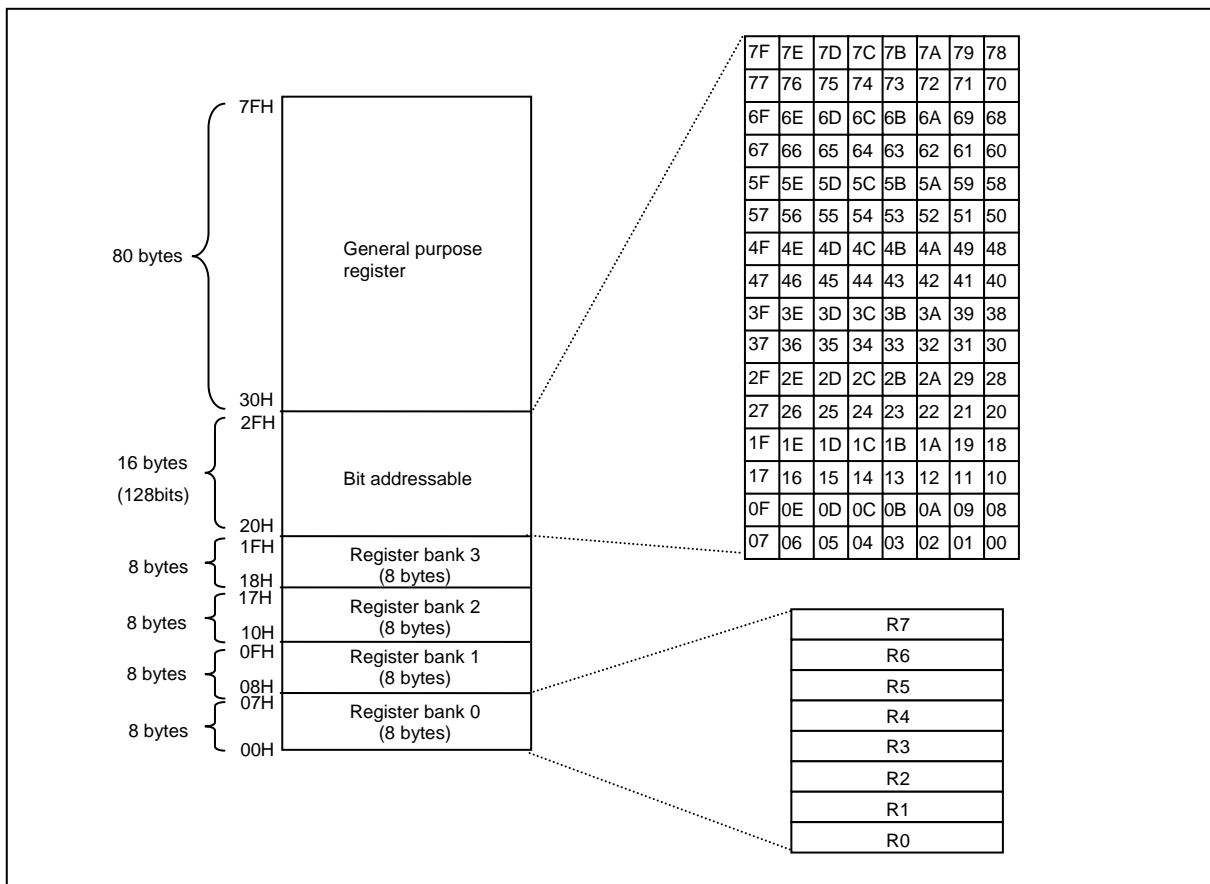 7FH
80 bytes
General purpose
register
30H
2FH
16 bytes
(128bits)
Bit addressable
20H
1FH
8 bytes
Register bank 3
(8 bytes)
18H
17H
8 bytes
Register bank 2
(8 bytes)
10H
0FH
8 bytes
Register bank 1
(8 bytes)
08H
07H
8 bytes
Register bank 0
(8 bytes)
00H
7F 7E 7D 7C 7B 7A 79 78
77 76 75 74 73 72 71 70
6F 6E 6D 6C 6B 6A 69 68
67 66 65 64 63 62 61 60
5F 5E 5D 5C 5B 5A 59 58
57 56 55 54 53 52 51 50
4F 4E 4D 4C 4B 4A 49 48
47 46 45 44 43 42 41 40
3F 3E 3D 3C 3B 3A 39 38
37 36 35 34 33 32 31 30
2F 2E 2D 2C 2B 2A 29 28
27 26 25 24 23 22 21 20
1F 1E 1D 1C 1B 1A 19 18
17 16 15 14 13 12 11 10
0F 0E 0D 0C 0B 0A 09 08
07 06 05 04 03 02 01 00
R7
R6
R5
R4
R3
R2
R1
R0